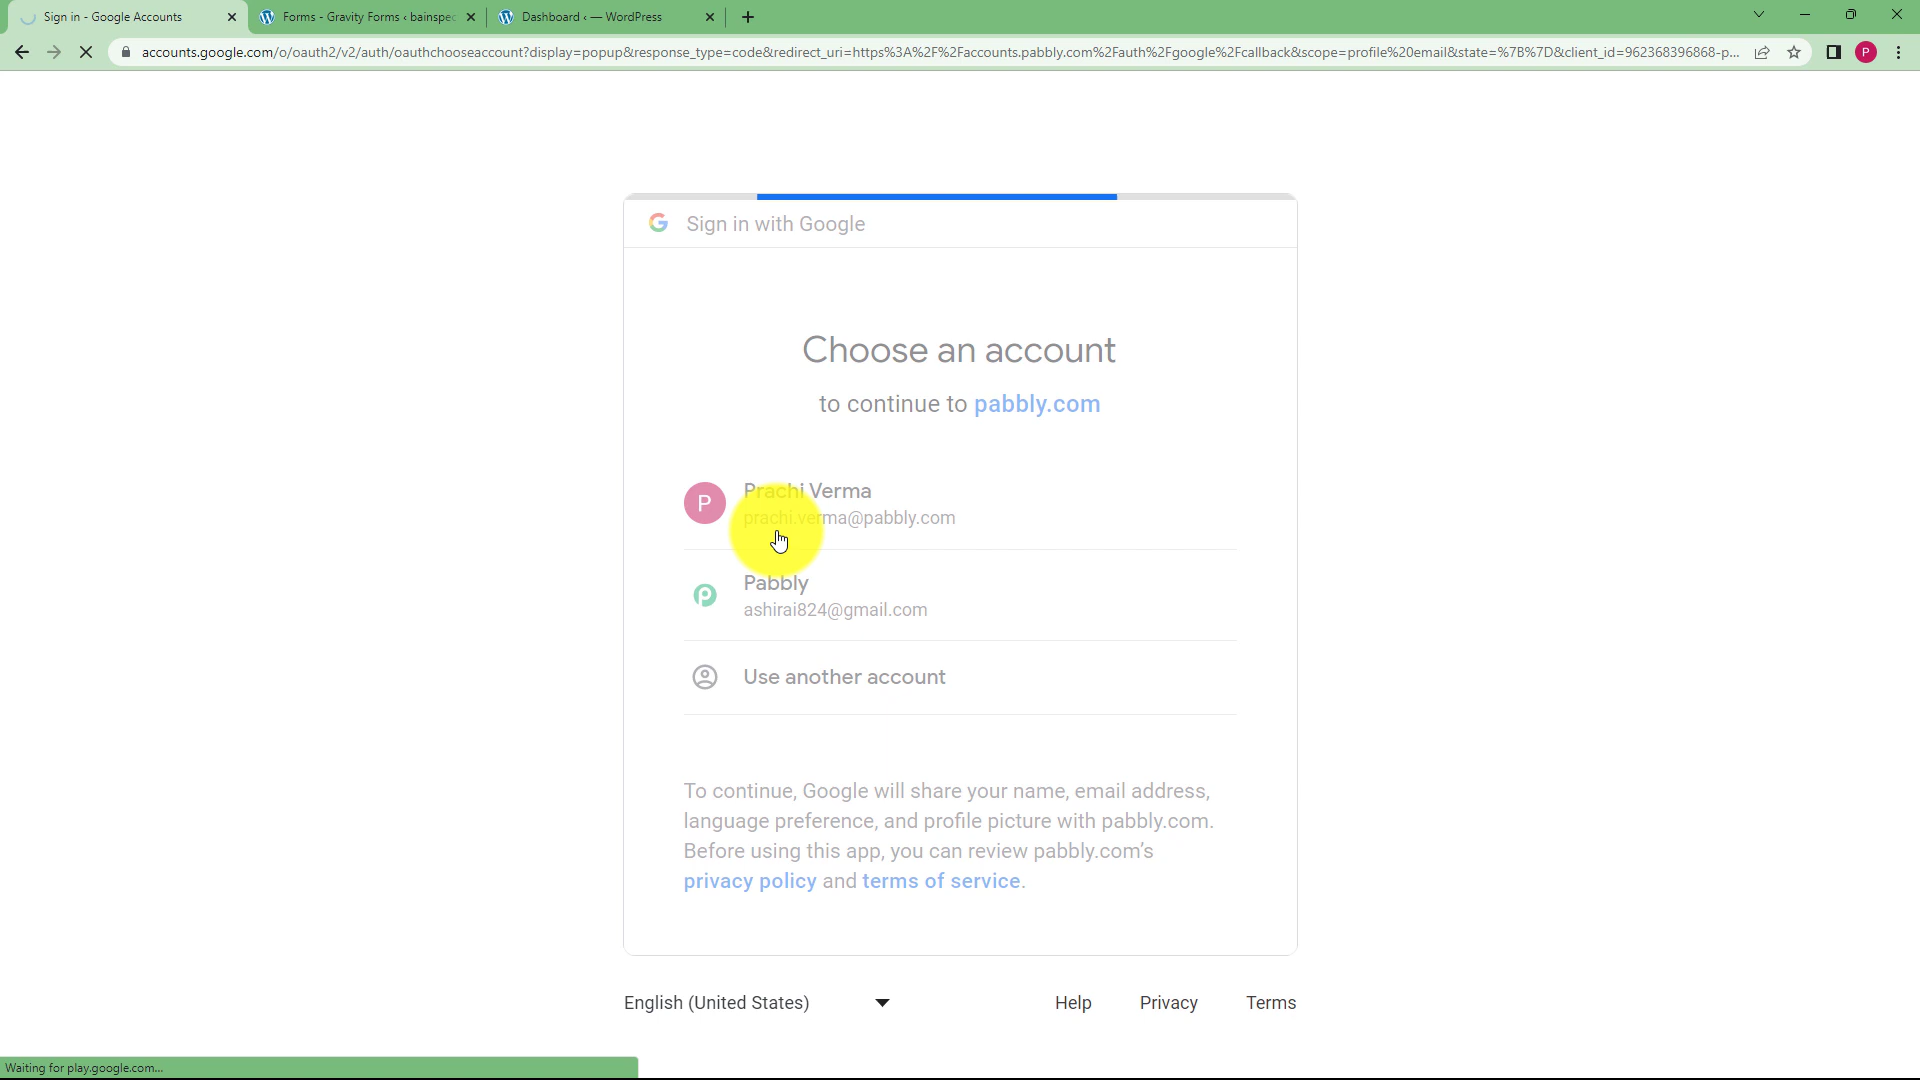 Sign in - Google Accounts
Forms - Gravity Forms ‹ bainspec
Dashboard ‹ — WordPress
accounts.google.com/o/oauth2/v2/auth/oauthchooseaccount?display=popup&response_type=code&redirect_uri=https%3A%2F%2Faccounts.pabbly.com%2Fauth%2Fgoogle%2Fcallback&scope=profile%20email&state=%7B%7D&client_id=962368396868-p...
P
Sign in with Google
Choose an account
to continue to pabbly.com
P
Prachi Verma
prachi.verma@pabbly.com
Pabbly
ashirai824@gmail.com
Use another account
To continue, Google will share your name, email address,
language preference, and profile picture with pabbly.com.
Before using this app, you can review pabbly.com’s
privacy policy and terms of service.
English (United States)
Help
Privacy
Terms
Waiting for play.google.com...